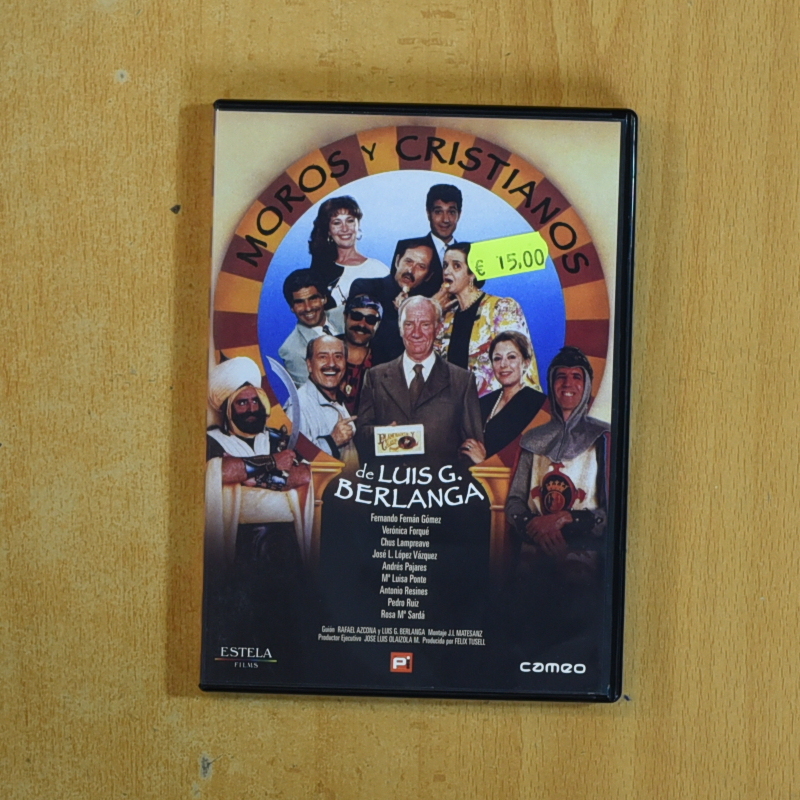 MOROS Y CRISTIANOS
€ 15,00
de LUIS G.
BERLANGA
Fernando Fernán Gómez
Verónica Forqué
Chus Lampreave
José L. López Vázquez
Andrés Pajares
Mª Luisa Ponte
Antonio Resines
Pedro Ruiz
Rosa Mª Sardá
Guión RAFAEL AZCONA y LUIS G. BERLANGA Montaje J.L MATESANZ
Productor Ejecutivo JOSE LUIS OLAIZOLA M. Producida por FELIX TUSELL
ESTELA
FILMS
Pi
cameo